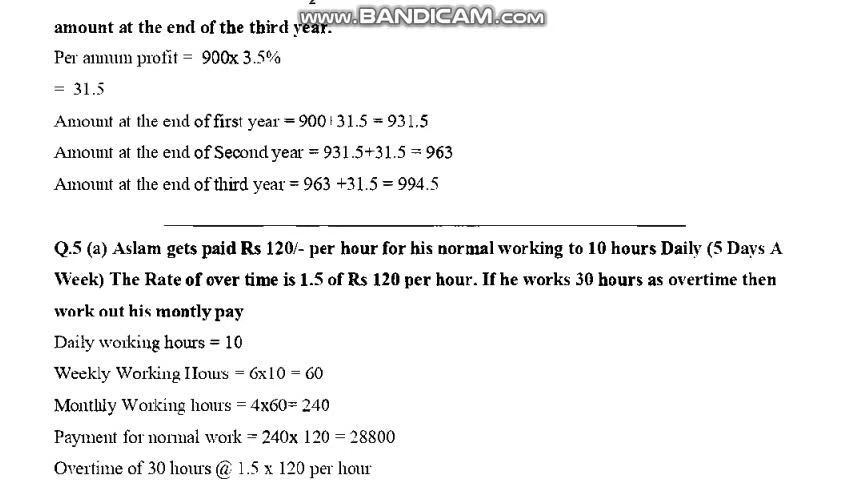 www.BANDICAM.com
amount at the end of the third year.
Per annum profit = 900x 3.5%
= 31.5
Amount at the end of first year = 900+31.5 = 931.5
Amount at the end of Second year = 931.5+31.5 = 963
Amount at the end of third year = 963 +31.5 = 994.5
Q.5 (a) Aslam gets paid Rs 120/- per hour for his normal working to 10 hours Daily (5 Days A
Week) The Rate of over time is 1.5 of Rs 120 per hour. If he works 30 hours as overtime then
work out his montly pay
Daily working hours = 10
Weekly Working Hours = 6x10 = 60
Monthly Working hours = 4x60= 240
Payment for normal work = 240x 120 = 28800
Overtime of 30 hours @ 1.5 x 120 per hour